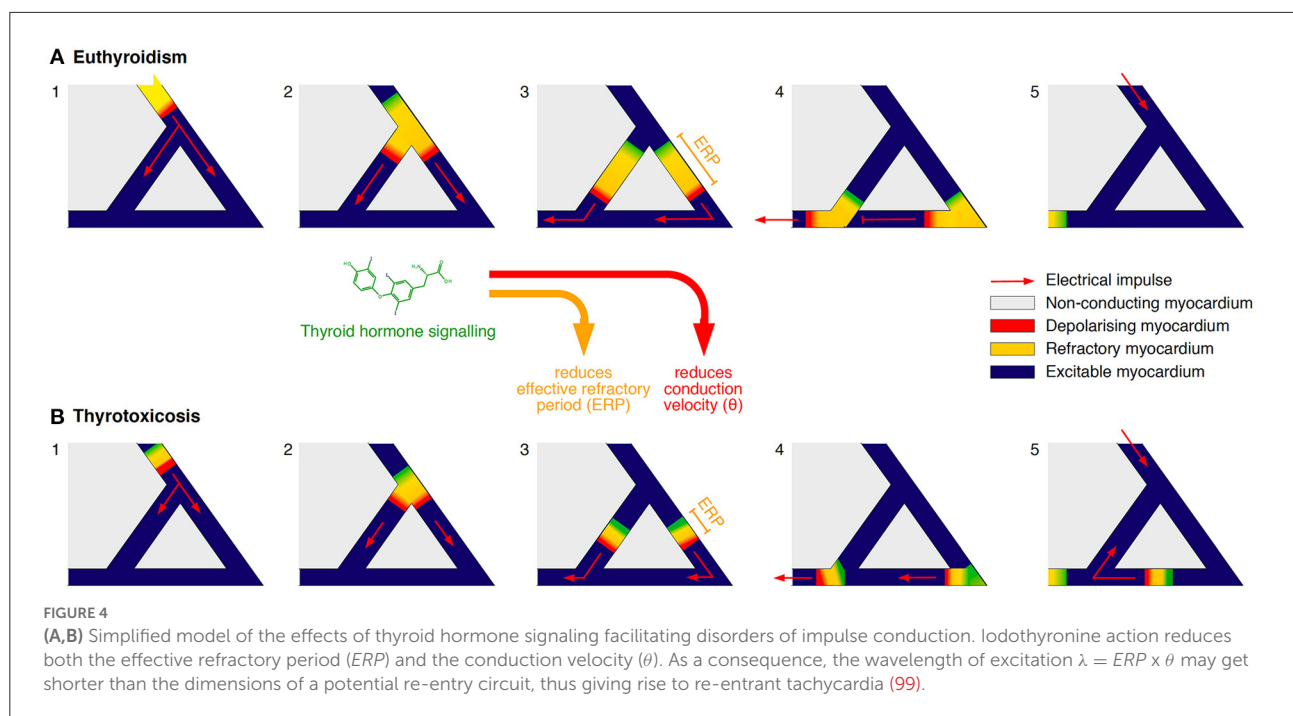 A Euthyroidism
1
2
3
4
5
ERP
HO
I
I
O
I
H₂N
O
OH
Thyroid hormone signalling
reduces
effective refractory
period (ERP)
reduces
conduction
velocity (θ)
Electrical impulse
Non-conducting myocardium
Depolarising myocardium
Refractory myocardium
Excitable myocardium
B Thyrotoxicosis
1
2
3
4
5
ERP
FIGURE 4
(A,B) Simplified model of the effects of thyroid hormone signaling facilitating disorders of impulse conduction. Iodothyronine action reduces
both the effective refractory period (ERP) and the conduction velocity (θ). As a consequence, the wavelength of excitation λ = ERP x θ may get
shorter than the dimensions of a potential re-entry circuit, thus giving rise to re-entrant tachycardia (99).